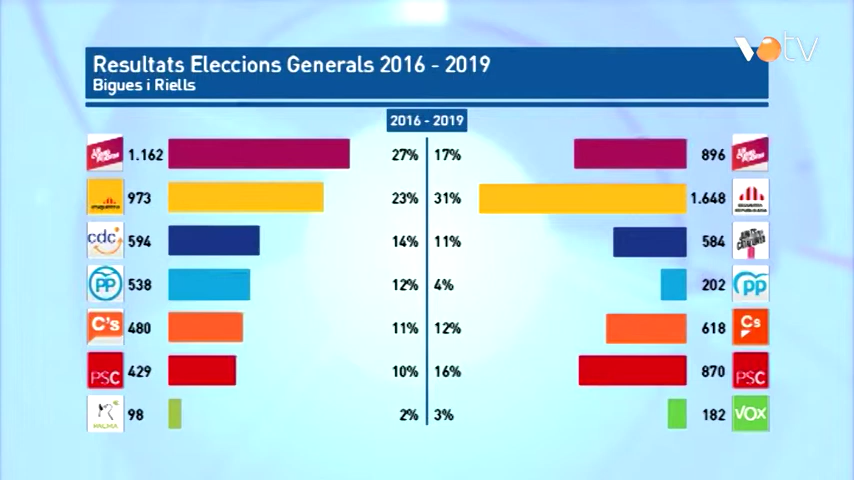 VOtv
Resultats Eleccions Generals 2016 - 2019
Bigues i Riells
2016 - 2019
1.162 27% 17% 896
973 23% 31% 1.648
cdc 594 14% 11% 584
PP 538 12% 4% 202 pp
C's 480 11% 12% 618 Cs
PSC 429 10% 16% 870 PSC
98 2% 3% 182 VOX